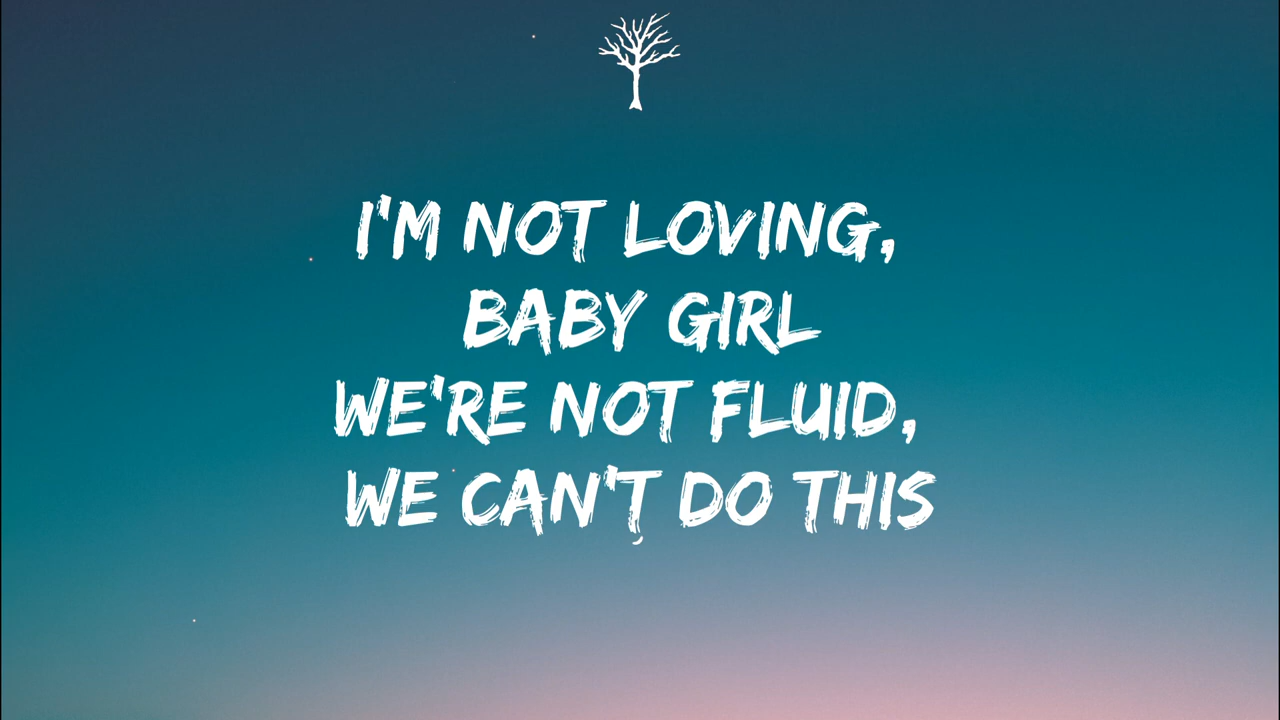 I'M NOT LOVING,
BABY GIRL
WE'RE NOT FLUID,
WE CAN'T DO THIS